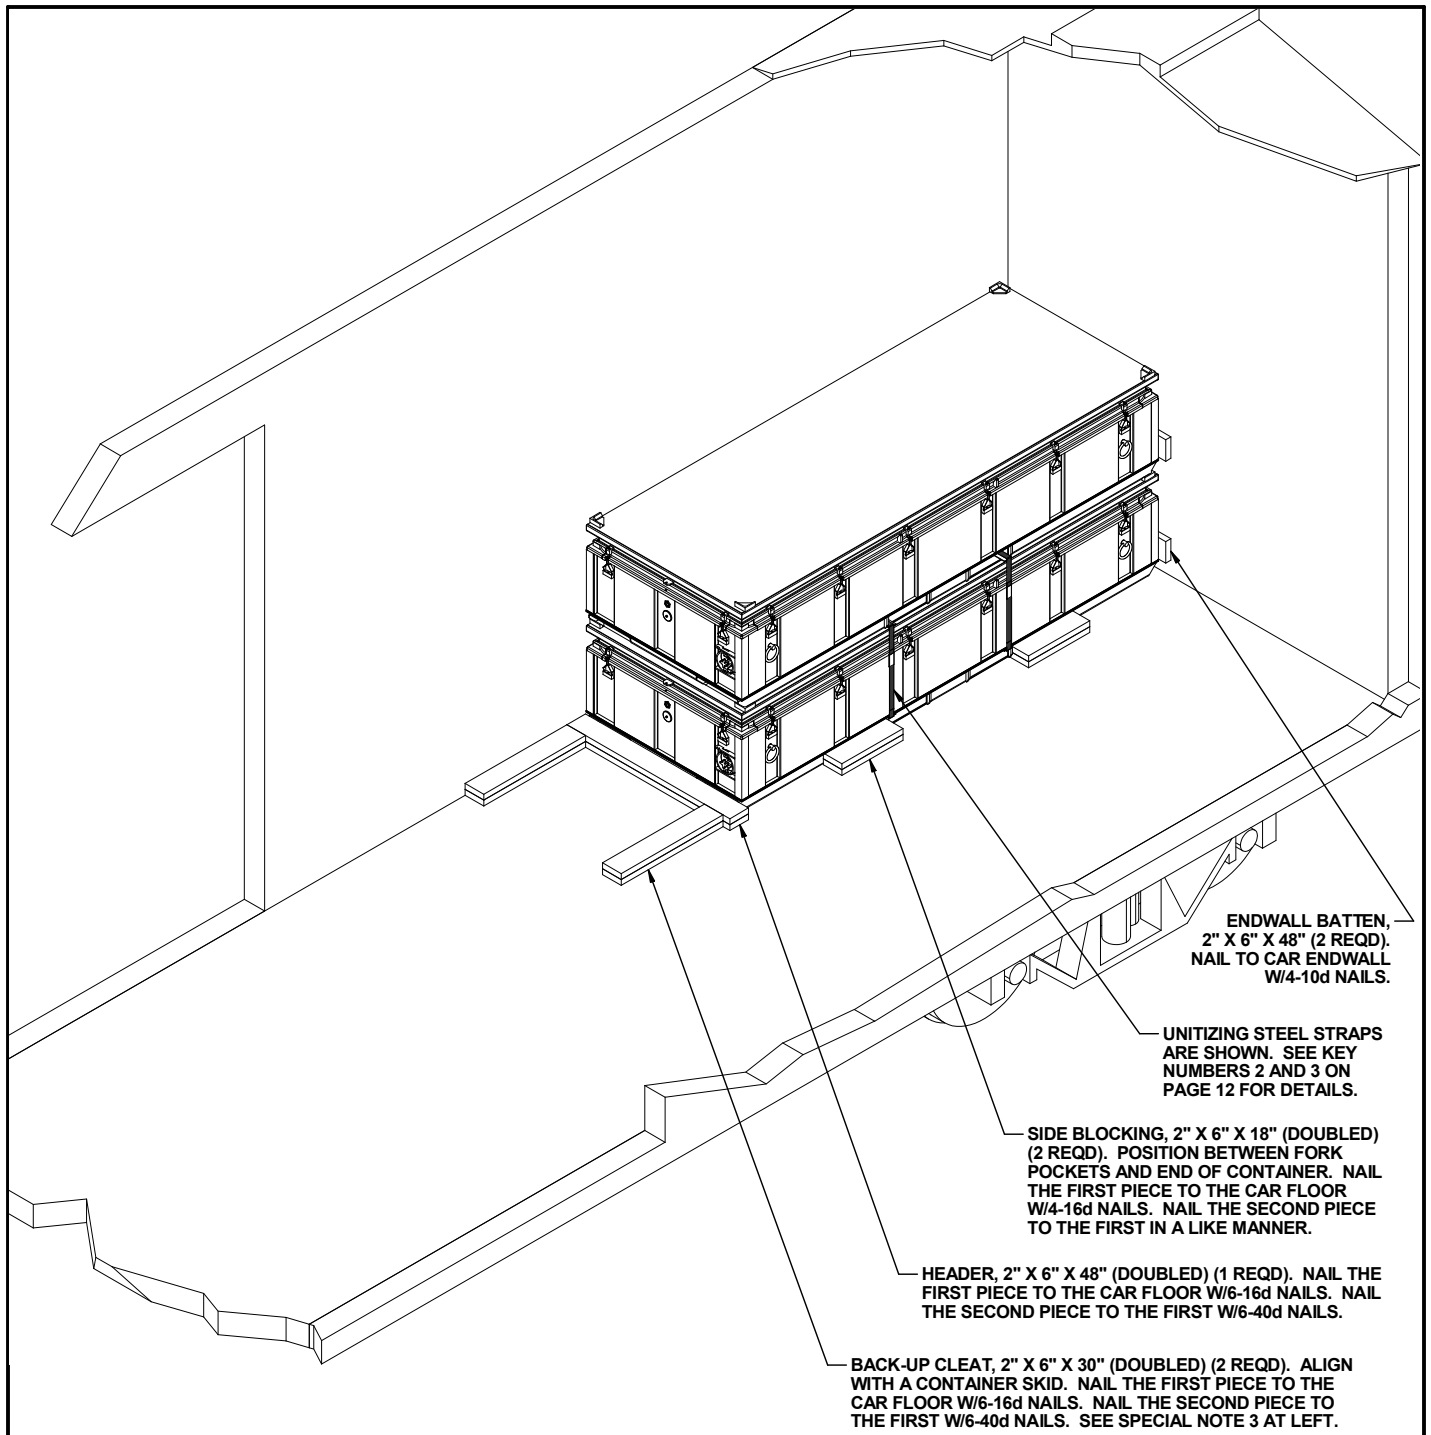 ENDWALL BATTEN,
2" X 6" X 48" (2 REQD).
NAIL TO CAR ENDWALL
W/4-10d NAILS.
UNITIZING STEEL STRAPS
ARE SHOWN. SEE KEY
NUMBERS 2 AND 3 ON
PAGE 12 FOR DETAILS.
SIDE BLOCKING, 2" X 6" X 18" (DOUBLED)
(2 REQD). POSITION BETWEEN FORK
POCKETS AND END OF CONTAINER. NAIL
THE FIRST PIECE TO THE CAR FLOOR
W/4-16d NAILS. NAIL THE SECOND PIECE
TO THE FIRST IN A LIKE MANNER.
HEADER, 2" X 6" X 48" (DOUBLED) (1 REQD). NAIL THE
FIRST PIECE TO THE CAR FLOOR W/6-16d NAILS. NAIL
THE SECOND PIECE TO THE FIRST W/6-40d NAILS.
BACK-UP CLEAT, 2" X 6" X 30" (DOUBLED) (2 REQD). ALIGN
WITH A CONTAINER SKID. NAIL THE FIRST PIECE TO THE
CAR FLOOR W/6-16d NAILS. NAIL THE SECOND PIECE TO
THE FIRST W/6-40d NAILS. SEE SPECIAL NOTE 3 AT LEFT.